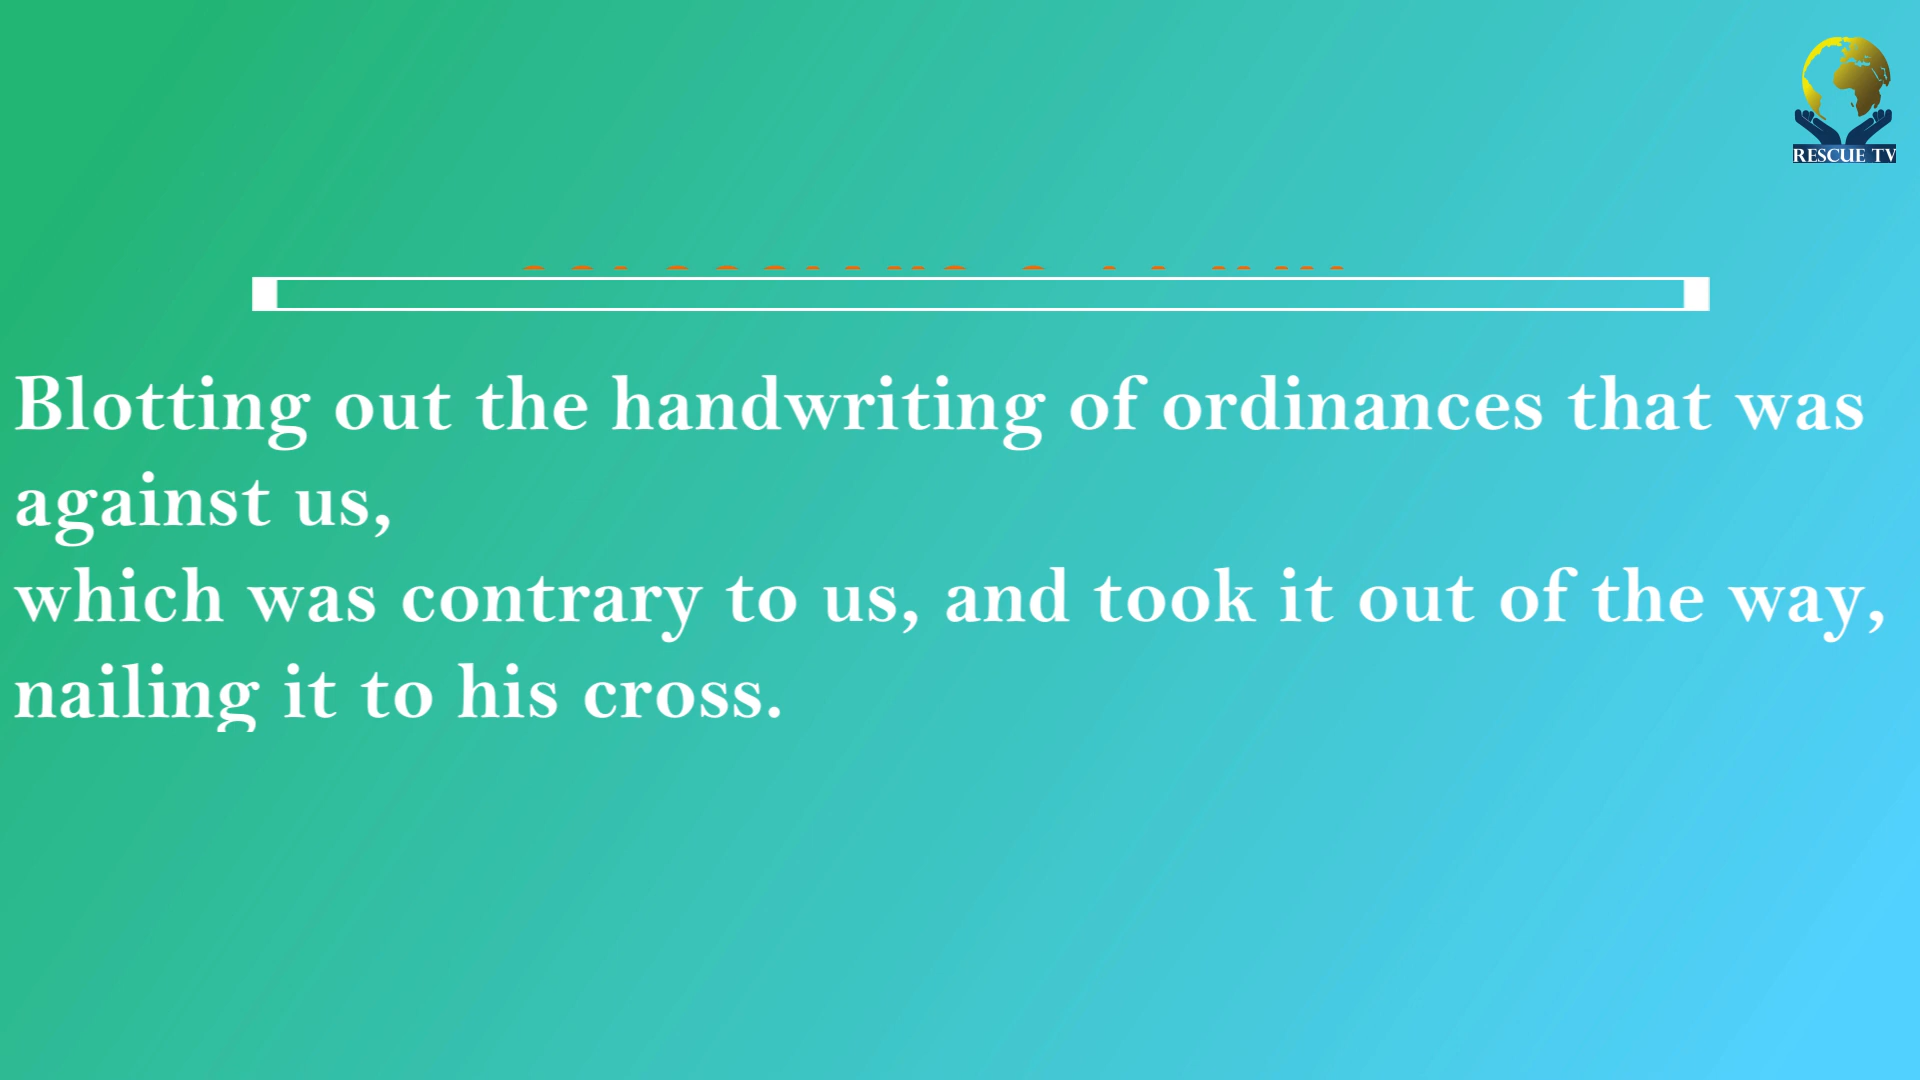 RESCUE TV
Blotting out the handwriting of ordinances that was
against us,
which was contrary to us, and took it out of the way,
nailing it to his cross.